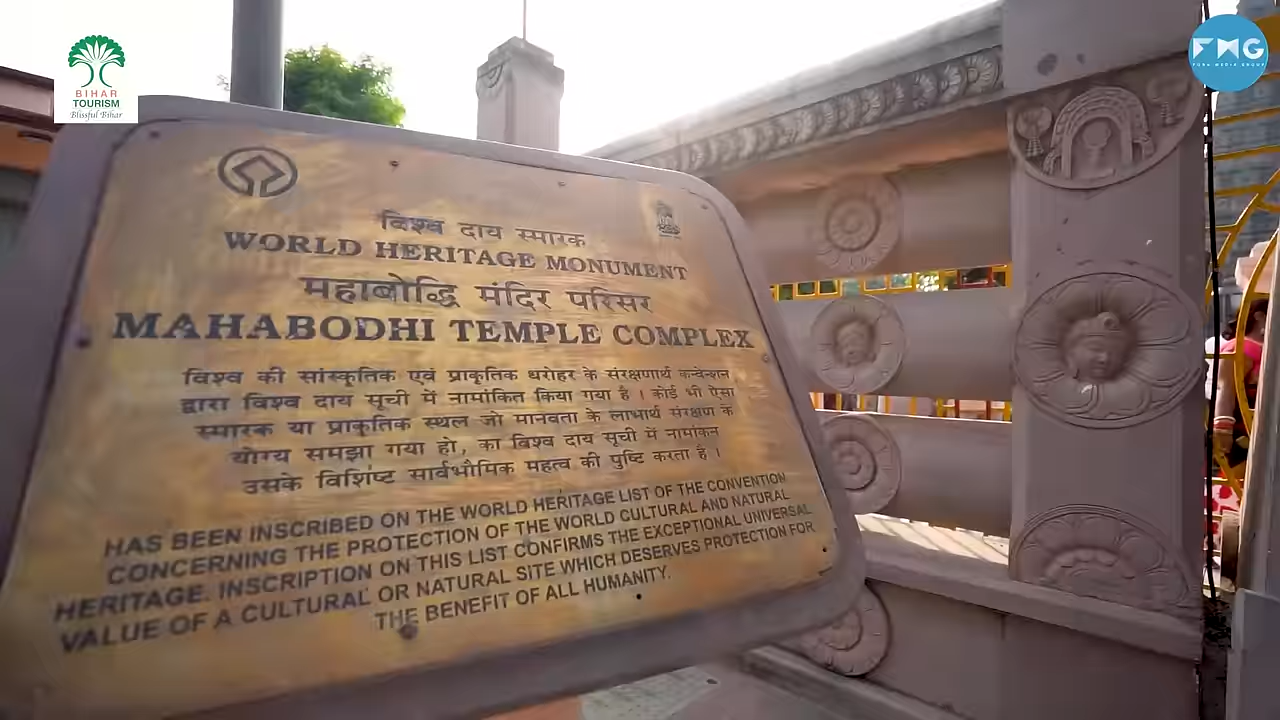 BIHAR
TOURISM
Blissful Bihar
FMG
FORK MEDIA GROUP
विश्व दाय स्मारक
WORLD HERITAGE MONUMENT
महाबोद्धि मंदिर परिसर
MAHABODHI TEMPLE COMPLEX
विश्व की सांस्कृतिक एवं प्राकृतिक धरोहर के संरक्षणार्थ कन्वेन्शन
द्वारा विश्व दाय सूची में नामांकित किया गया है । कोई भी ऐसा
स्मारक या प्राकृतिक स्थल जो मानवता के लाभार्थ संरक्षण के
योग्य समझा गया हो, का विश्व दाय सूची में नामांकन
उसके विशिष्ट सार्वभौमिक महत्व की पुष्टि करता है ।
HAS BEEN INSCRIBED ON THE WORLD HERITAGE LIST OF THE CONVENTION
CONCERNING THE PROTECTION OF THE WORLD CULTURAL AND NATURAL
HERITAGE. INSCRIPTION ON THIS LIST CONFIRMS THE EXCEPTIONAL UNIVERSAL
VALUE OF A CULTURAL OR NATURAL SITE WHICH DESERVES PROTECTION FOR
THE BENEFIT OF ALL HUMANITY.